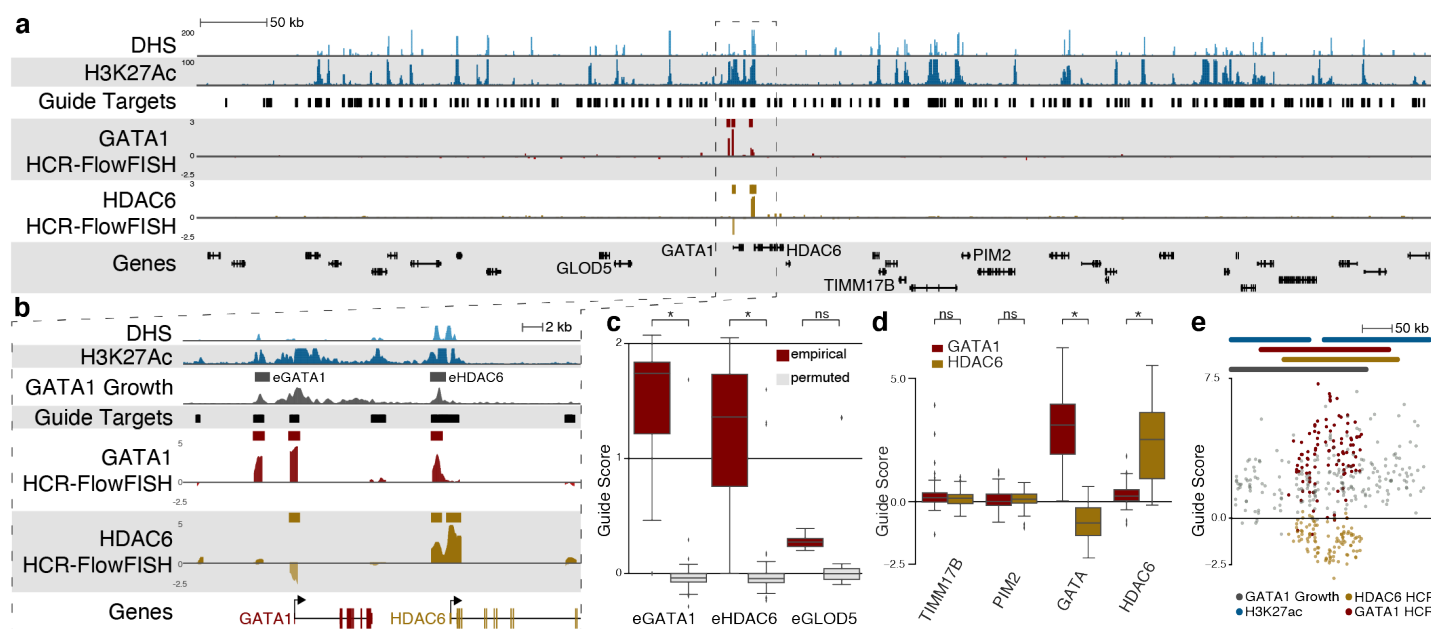 a
50 kb
DHS
200
H3K27Ac
100
Guide Targets
GATA1
HCR-FlowFISH
3
0
-2.5
HDAC6
HCR-FlowFISH
3
0
-2.5
Genes
GLOD5
GATA1
HDAC6
TIMM17B
PIM2
b
2 kb
DHS
H3K27Ac
GATA1 Growth
eGATA1
eHDAC6
Guide Targets
GATA1
HCR-FlowFISH
5
0
-2.5
HDAC6
HCR-FlowFISH
5
0
-2.5
Genes
GATA1
HDAC6
c
* * ns
2
1
0
Guide Score
empirical
permuted
eGATA1 eHDAC6 eGLOD5
d
ns ns * *
GATA1
HDAC6
5.0
0.0
−2.5
Guide Score
TIMM17B PIM2 GATA HDAC6
e
50 kb
7.5
0.0
−2.5
Guide Score
GATA1 Growth HDAC6 HCR
H3K27ac GATA1 HCR